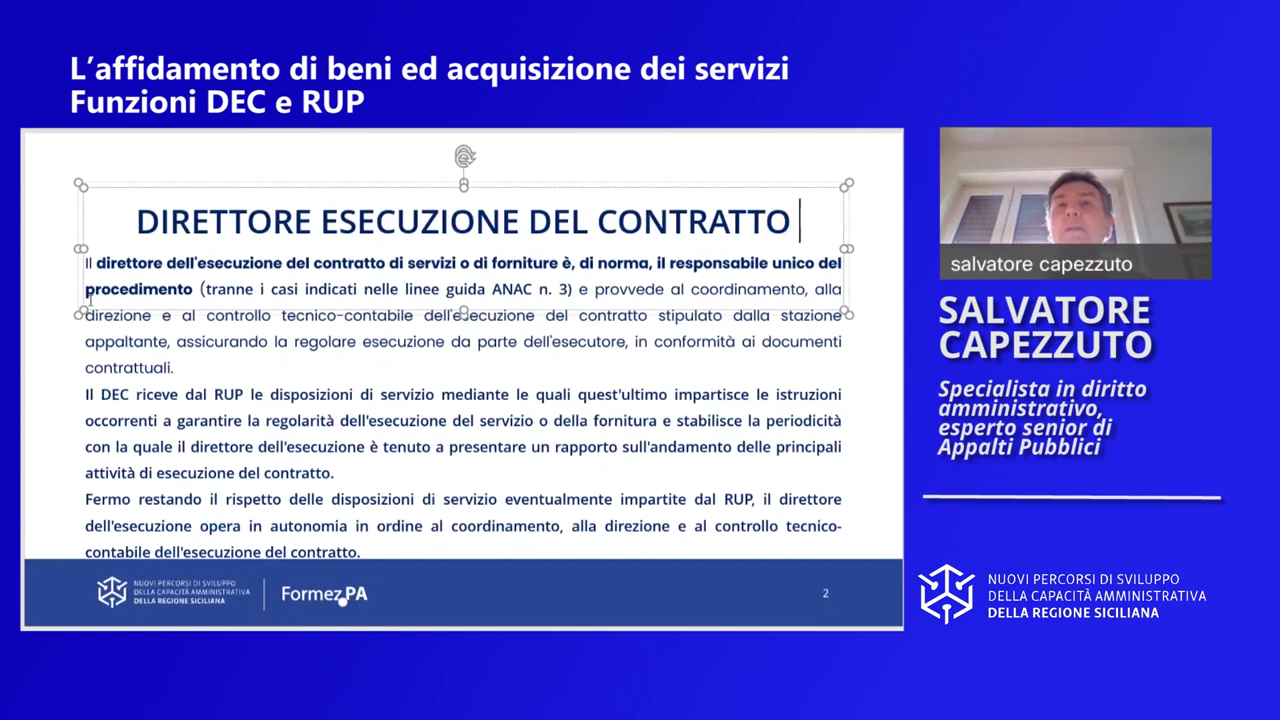 L'affidamento di beni ed acquisizione dei servizi
Funzioni DEC e RUP
DIRETTORE ESECUZIONE DEL CONTRATTO
Il direttore dell'esecuzione del contratto di servizi o di forniture è, di norma, il responsabile unico del
procedimento (tranne i casi indicati nelle linee guida ANAC n. 3) e provvede al coordinamento, alla
direzione e al controllo tecnico-contabile dell'esecuzione del contratto stipulato dalla stazione
appaltante, assicurando la regolare esecuzione da parte dell'esecutore, in conformità ai documenti
contrattuali.
Il DEC riceve dal RUP le disposizioni di servizio mediante le quali quest'ultimo impartisce le istruzioni
occorrenti a garantire la regolarità dell'esecuzione del servizio o della fornitura e stabilisce la periodicità
con la quale il direttore dell'esecuzione è tenuto a presentare un rapporto sull'andamento delle principali
attività di esecuzione del contratto.
Fermo restando il rispetto delle disposizioni di servizio eventualmente impartite dal RUP, il direttore
dell'esecuzione opera in autonomia in ordine al coordinamento, alla direzione e al controllo tecnico-
contabile dell'esecuzione del contratto.
NUOVI PERCORSI DI SVILUPPO
DELLA CAPACITÀ AMMINISTRATIVA
DELLA REGIONE SICILIANA
FormezPA
2
salvatore capezzuto
SALVATORE
CAPEZZUTO
Specialista in diritto
amministrativo,
esperto senior di
Appalti Pubblici
NUOVI PERCORSI DI SVILUPPO
DELLA CAPACITÀ AMMINISTRATIVA
DELLA REGIONE SICILIANA